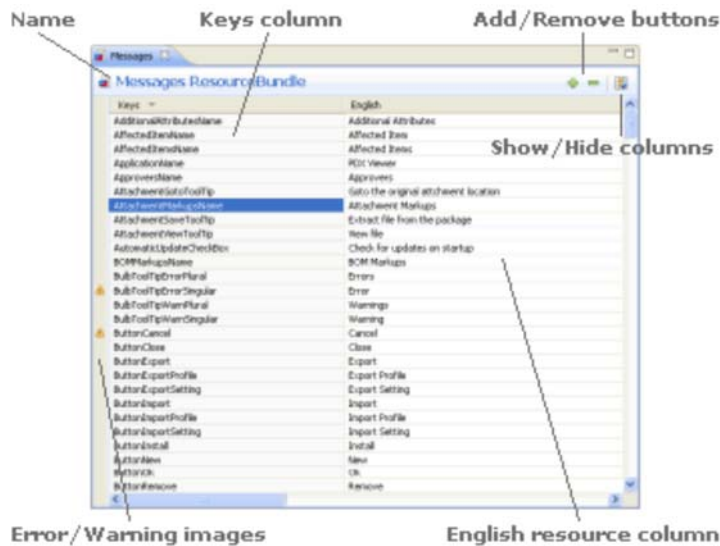 Name
Keys column
Add/Remove buttons
Messages
Messages ResourceBundle
Keys English
AdditionalAttributesName Additional Attributes
AffectedItemName Affected Item
AffectedItemsName Affected Items
Show/Hide columns
ApplicationName PDX Viewer
ApproversName Approvers
AttachmentGotoToolTip Goto the original attchment location
AttachmentMarkupsName Attachment Markups
AttachmentSaveToolTip Extract file from the package
AttachmentViewToolTip View file
AutomaticUpdateCheckBox Check for updates on startup
BOMMarkupsName BOM Markups
BulbToolTipErrorPlural Errors
BulbToolTipErrorSingular Error
BulbToolTipWarnPlural Warnings
BulbToolTipWarnSingular Warning
ButtonCancel Cancel
ButtonClose Close
ButtonExport Export
ButtonExportProfile Export Profile
ButtonExportSetting Export Setting
ButtonImport Import
ButtonImportProfile Import Profile
ButtonImportSetting Import Setting
ButtonInstall Install
ButtonNew New
ButtonOk Ok
ButtonRemove Remove
Error/Warning images
English resource column